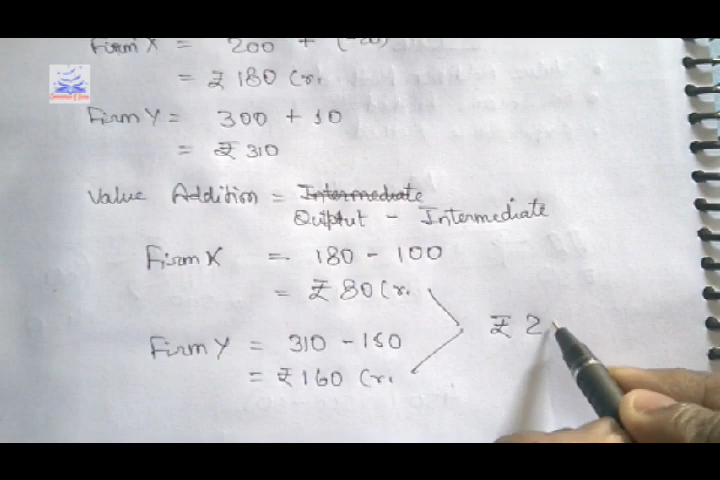 Firm X = 200 + (-20)
= ₹ 180 Cr.
Firm Y = 300 + 10
= ₹ 310
Value Addition = Intermediate
Output - Intermediate
Firm X = 180 - 100
= ₹ 80 Cr.
Firm Y = 310 - 150
= ₹ 160 Cr.
₹ 2